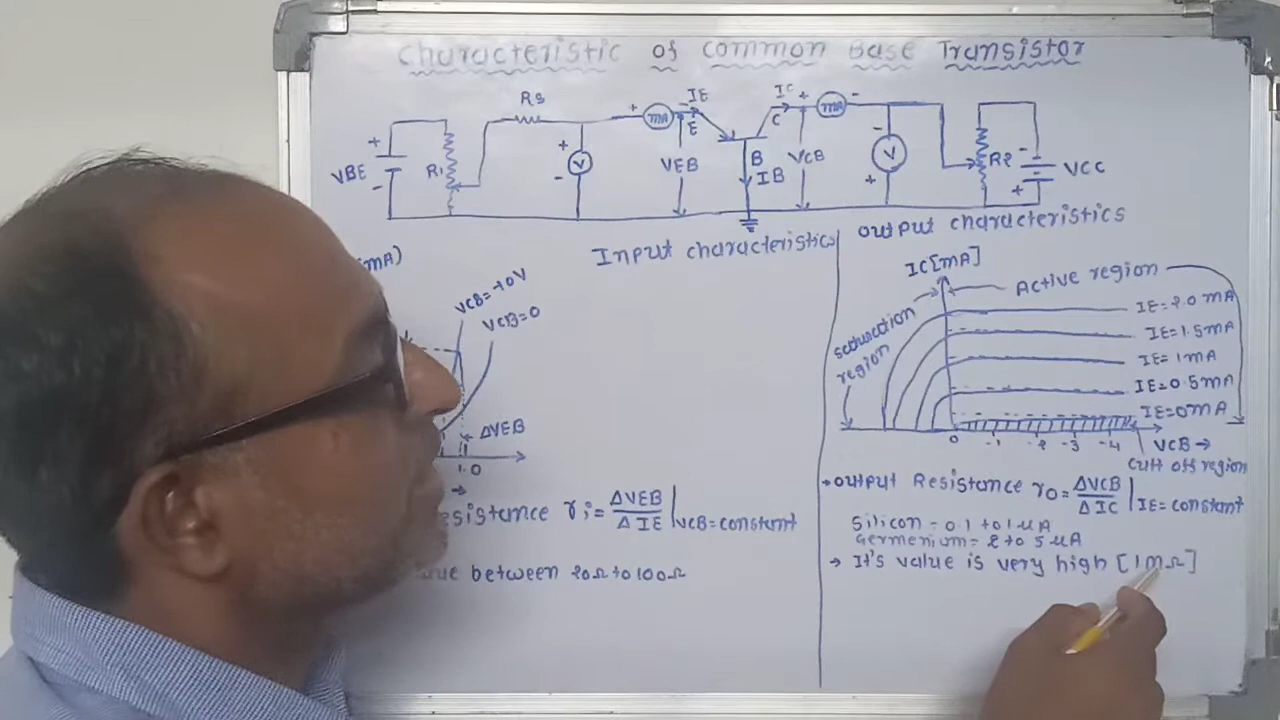 Characteristic of Common Base Transistor
RS
+ mA IE
IC + mA -
E
C
+ VBE -
R1
+ V -
VEB
B
IB
VCB
- V +
R2
- VCC +
Input characteristics
output characteristics
mA)
VCB=-10V
VCB=0
ΔVEB
1.0
esistance ri = ΔVEB / ΔIE | VCB = constant
ue between 20Ω to 100Ω
IC[mA]
Active region
saturation region
IE=2.0 mA
IE=1.5mA
IE=1mA
IE=0.5mA
IE=0mA
0 -1 -2 -3 -4 VCB →
Cutt off region
→ output Resistance ro = ΔVCB / ΔIC | IE = constant
Silicon = 0.1 to 1 μA
Germenium = 2 to 5 μA
→ It's value is very high [1mΩ]